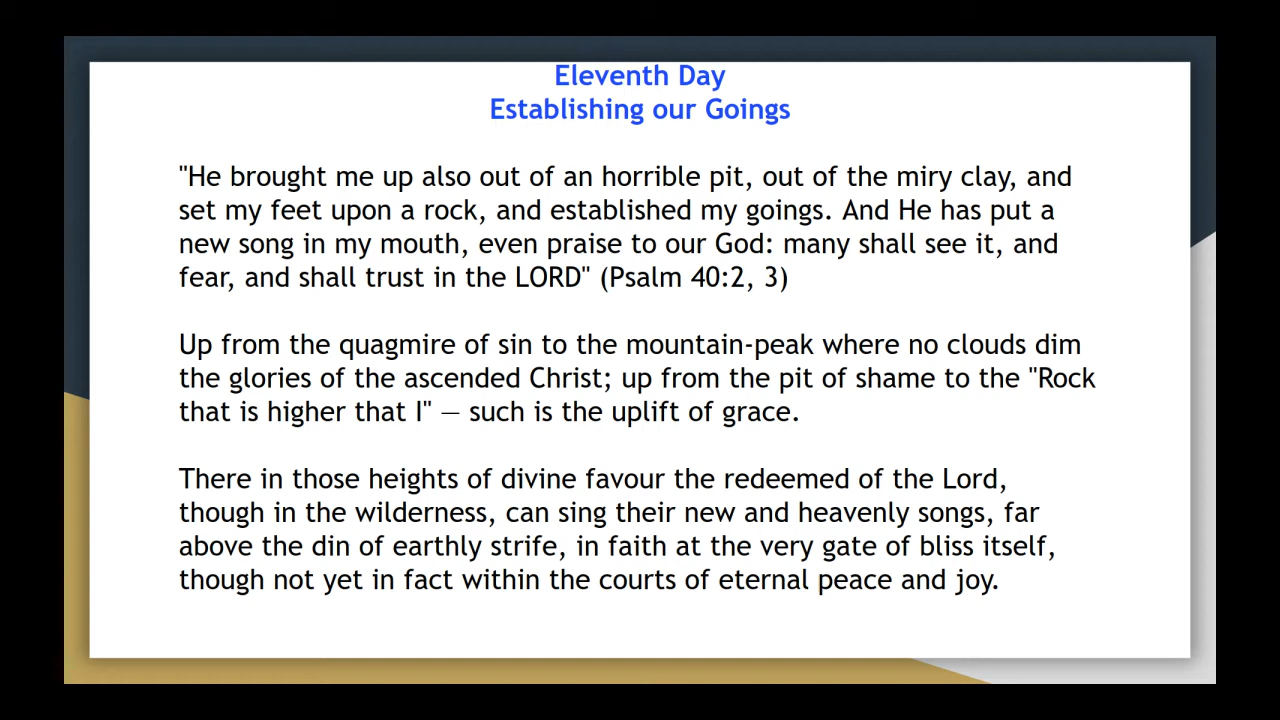 Eleventh Day
Establishing our Goings
"He brought me up also out of an horrible pit, out of the miry clay, and
set my feet upon a rock, and established my goings. And He has put a
new song in my mouth, even praise to our God: many shall see it, and
fear, and shall trust in the LORD" (Psalm 40:2, 3)
Up from the quagmire of sin to the mountain-peak where no clouds dim
the glories of the ascended Christ; up from the pit of shame to the "Rock
that is higher that I" — such is the uplift of grace.
There in those heights of divine favour the redeemed of the Lord,
though in the wilderness, can sing their new and heavenly songs, far
above the din of earthly strife, in faith at the very gate of bliss itself,
though not yet in fact within the courts of eternal peace and joy.